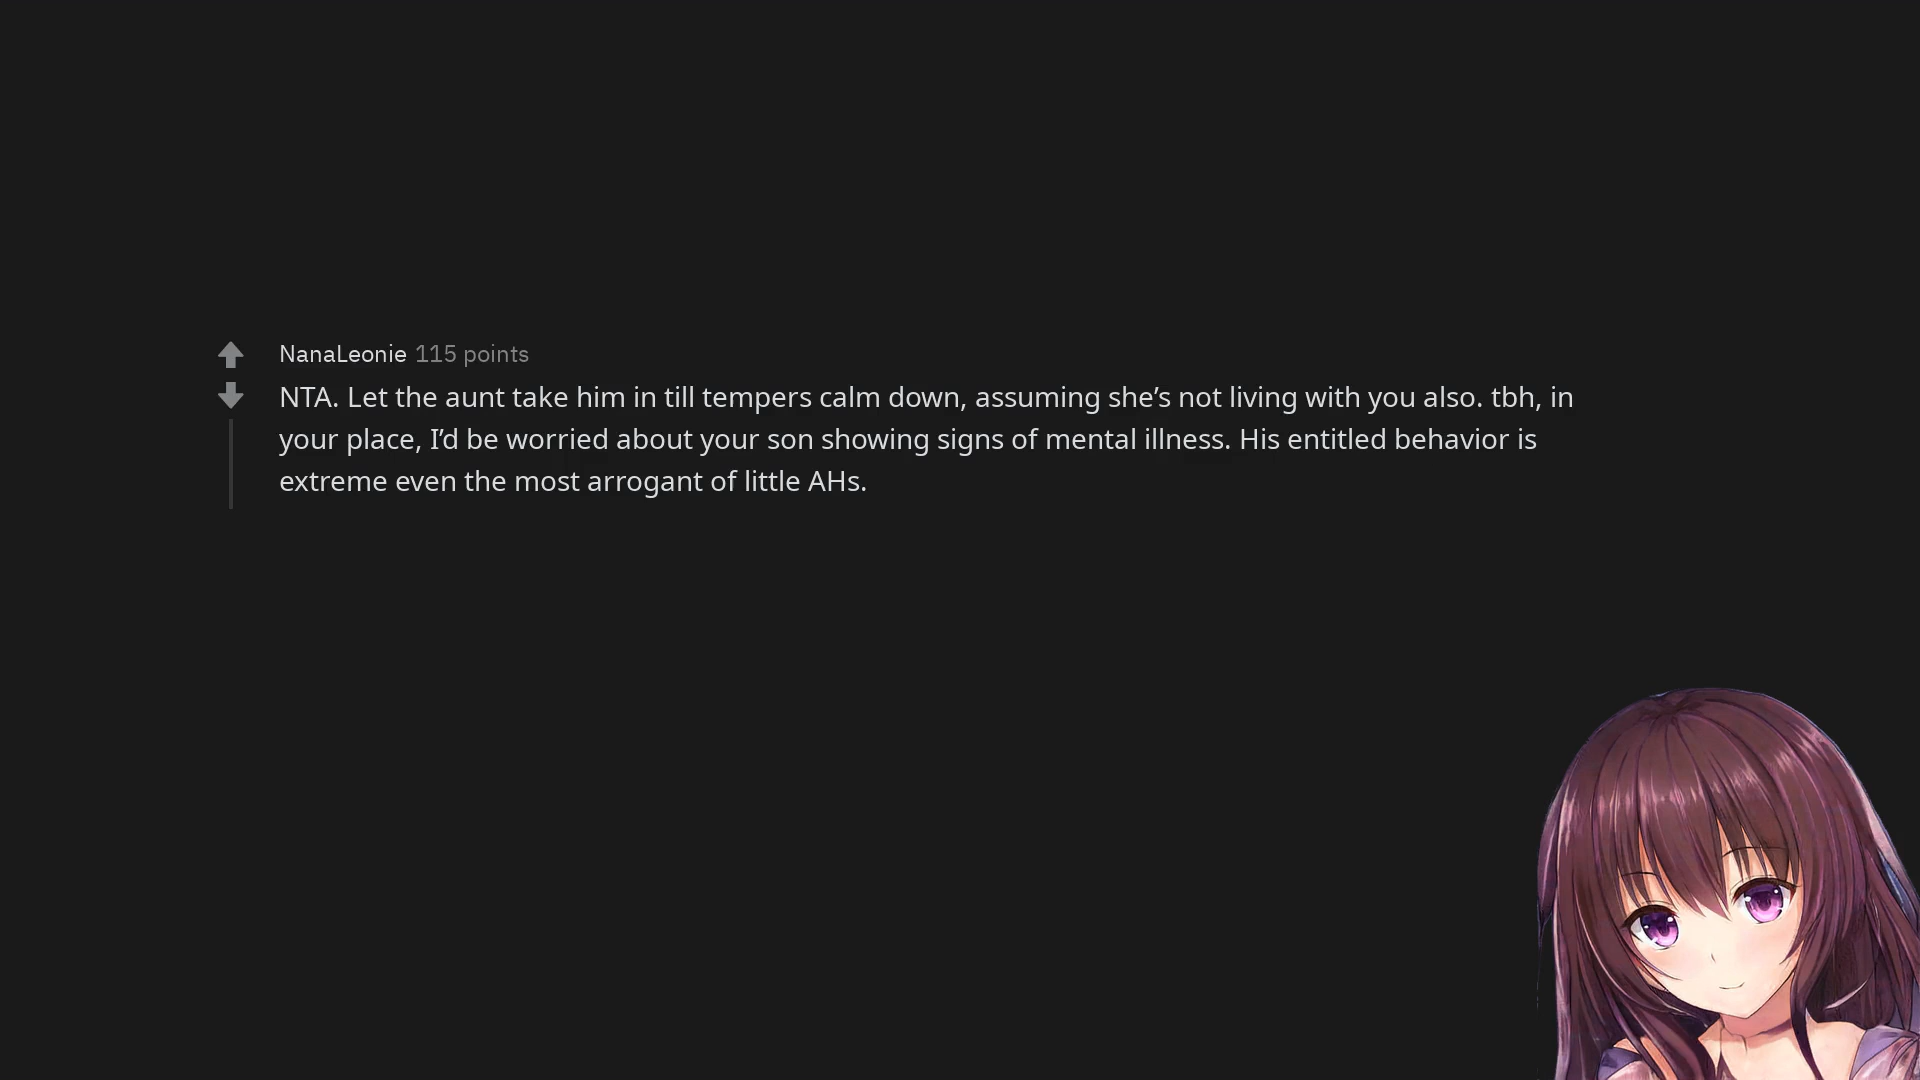 NanaLeonie 115 points
NTA. Let the aunt take him in till tempers calm down, assuming she’s not living with you also. tbh, in
your place, I’d be worried about your son showing signs of mental illness. His entitled behavior is
extreme even the most arrogant of little AHs.